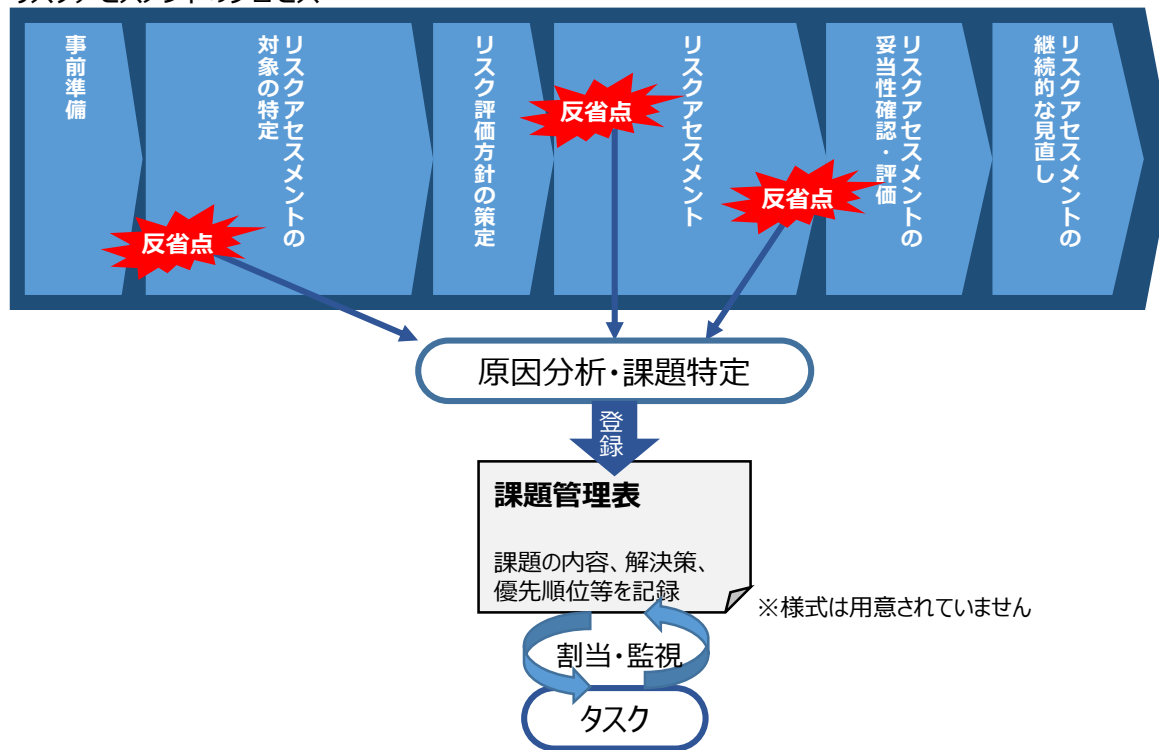 事前準備
リスクアセスメントの
対象の特定
リスク評価方針の策定
リスクアセスメント
リスクアセスメントの
妥当性確認・評価
リスクアセスメントの
継続的な見直し
反省点
反省点
反省点
原因分析・課題特定
登録
課題管理表
課題の内容、解決策、
優先順位等を記録
※様式は用意されていません
割当・監視
タスク